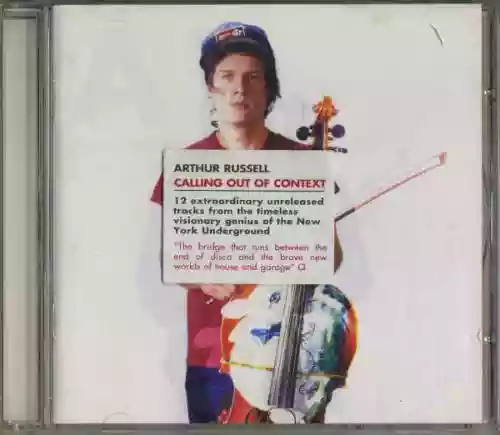 ARTHUR RUSSELL
CALLING OUT OF CONTEXT
12 extraordinary unreleased
tracks from the timeless
visionary genius of the New
York Underground
"The bridge that runs between the
end of disco and the brave new
worlds of house and garage" Q